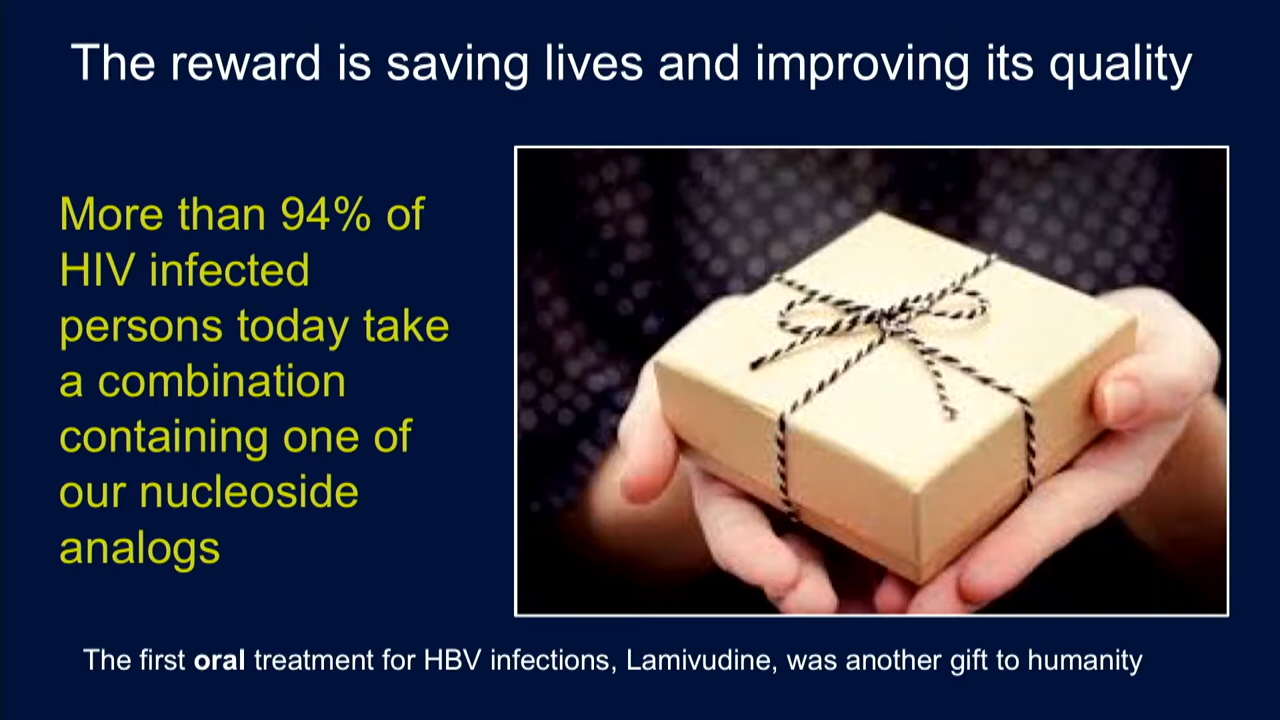 The reward is saving lives and improving its quality
More than 94% of
HIV infected
persons today take
a combination
containing one of
our nucleoside
analogs
The first oral treatment for HBV infections, Lamivudine, was another gift to humanity